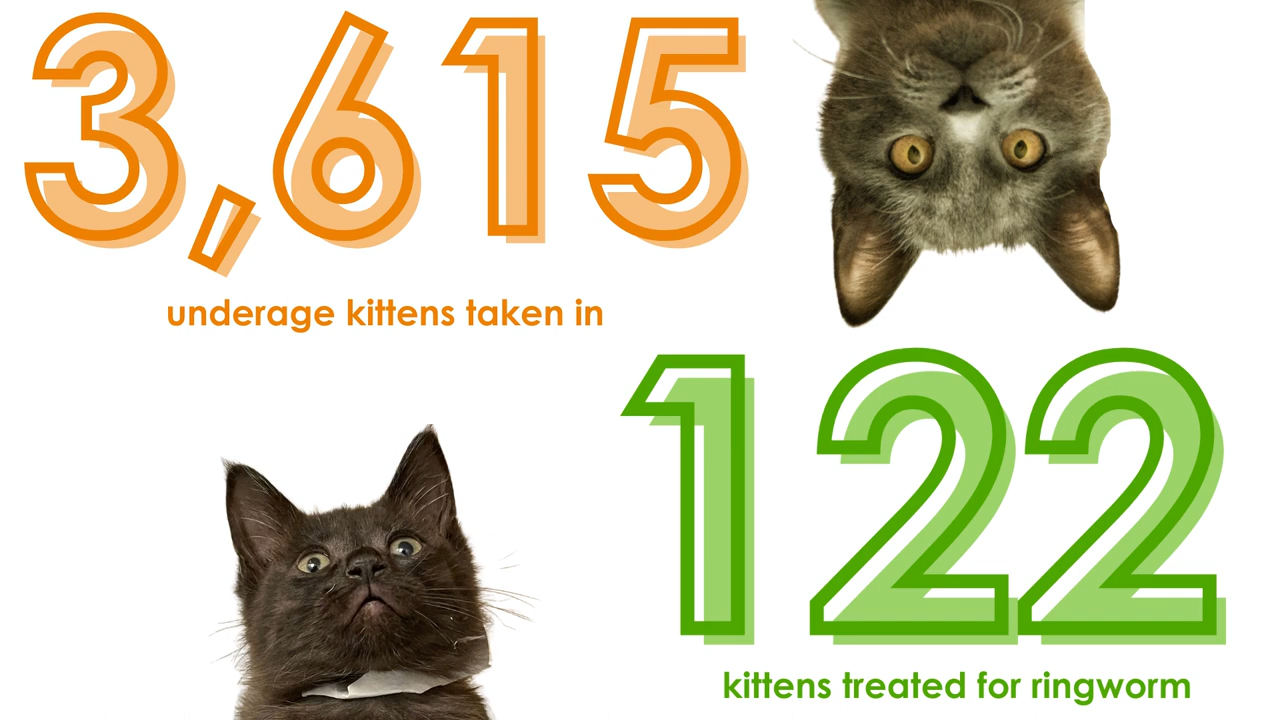 3,615
underage kittens taken in
122
kittens treated for ringworm